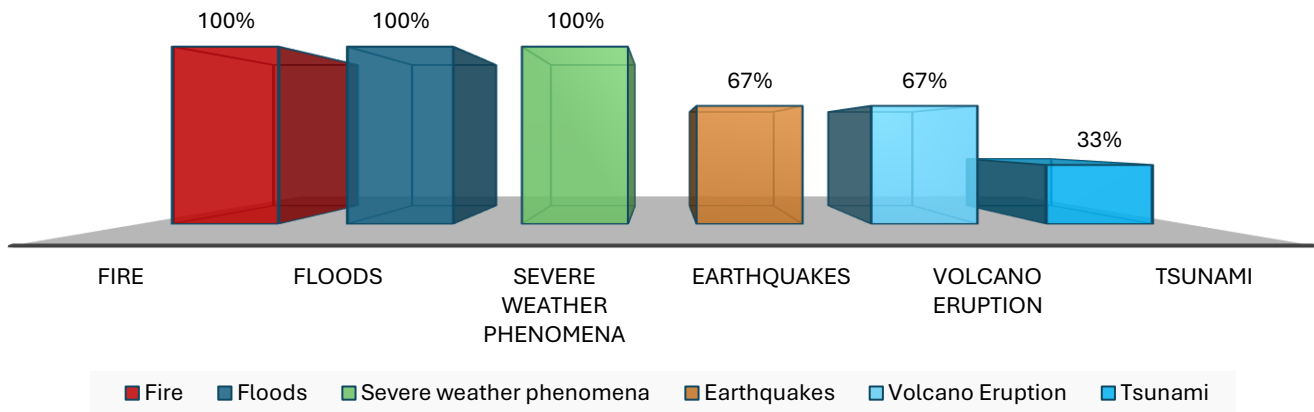 100% 100% 100%
67% 67%
33%
FIRE FLOODS SEVERE WEATHER PHENOMENA EARTHQUAKES VOLCANO ERUPTION TSUNAMI
Fire Floods Severe weather phenomena Earthquakes Volcano Eruption Tsunami